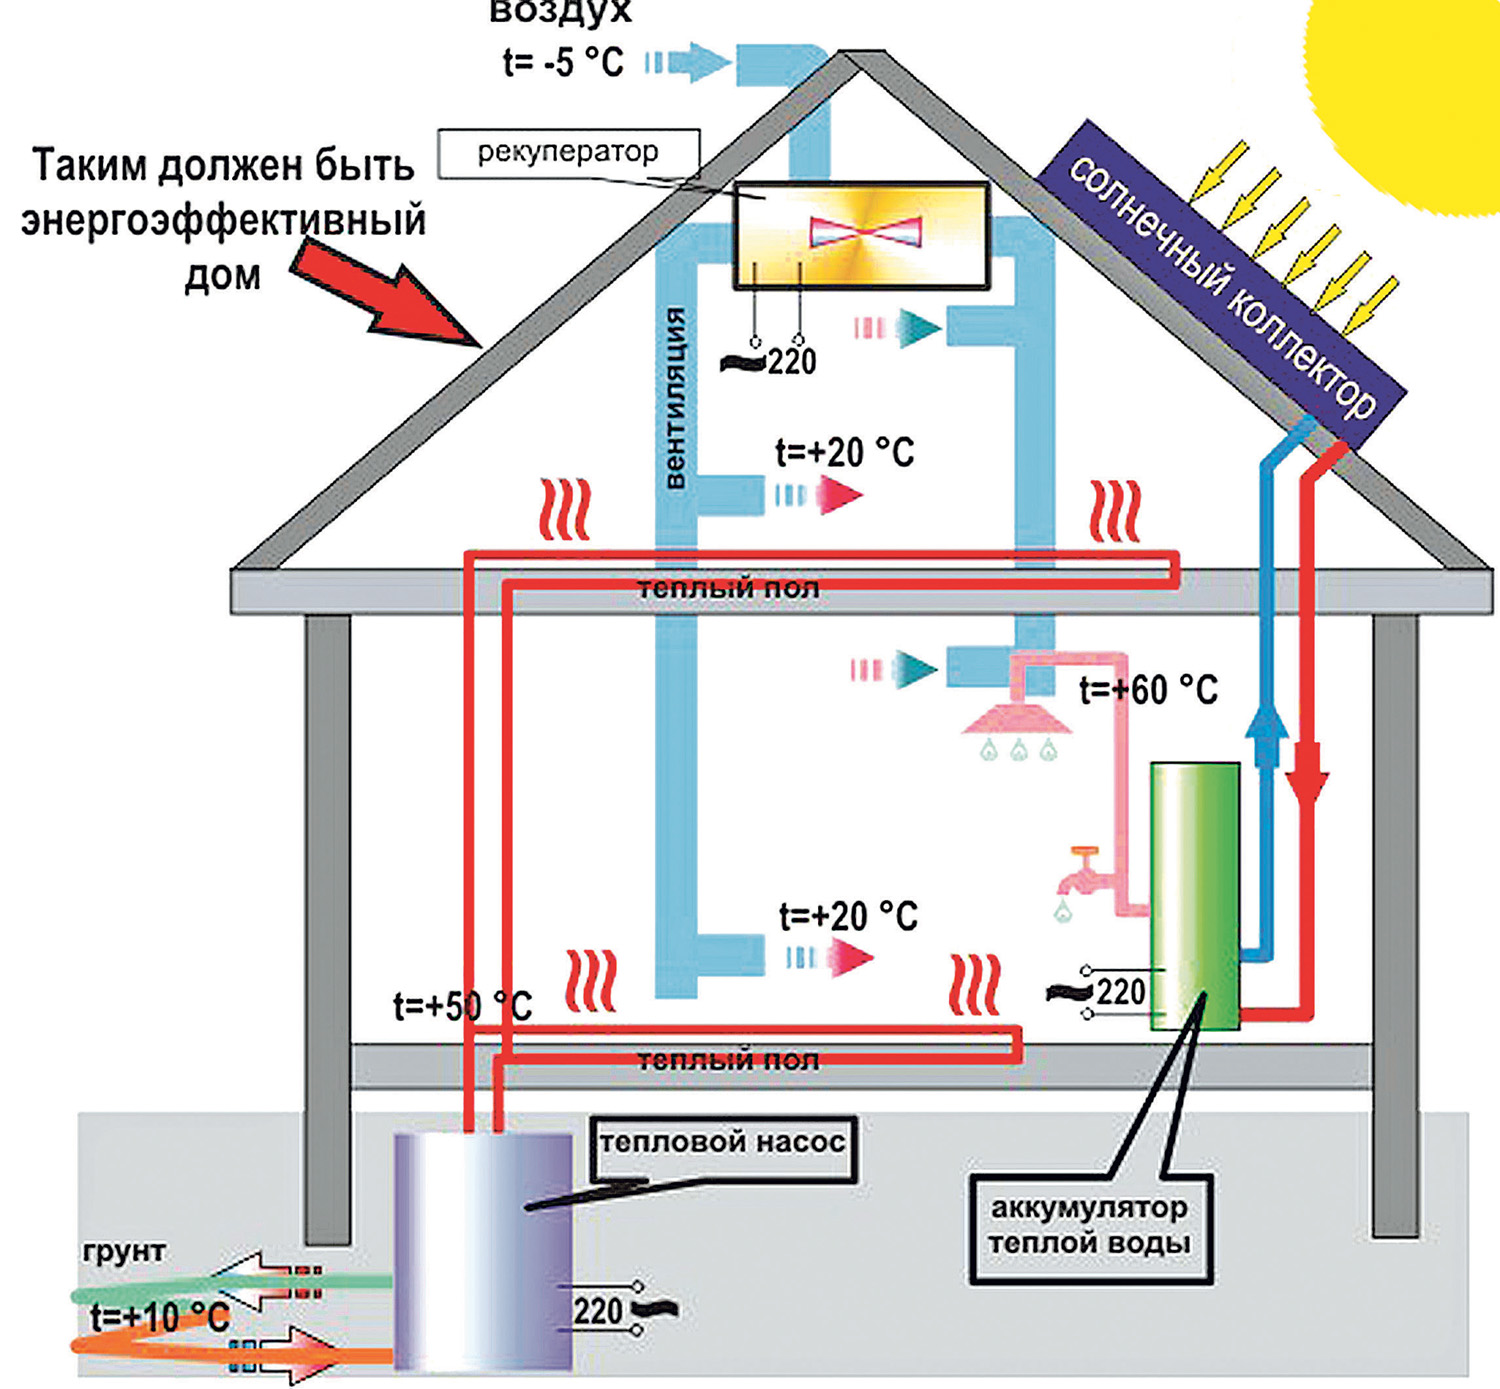 воздух
t= -5 °C
рекуператор
Таким должен быть
энергоэффективный
дом
солнечный коллектор
вентиляция
220
t=+20 °C
теплый пол
t=+60 °C
t=+20 °C
220
t=+50 °C
теплый пол
тепловой насос
аккумулятор
теплой воды
грунт
t=+10 °C
220